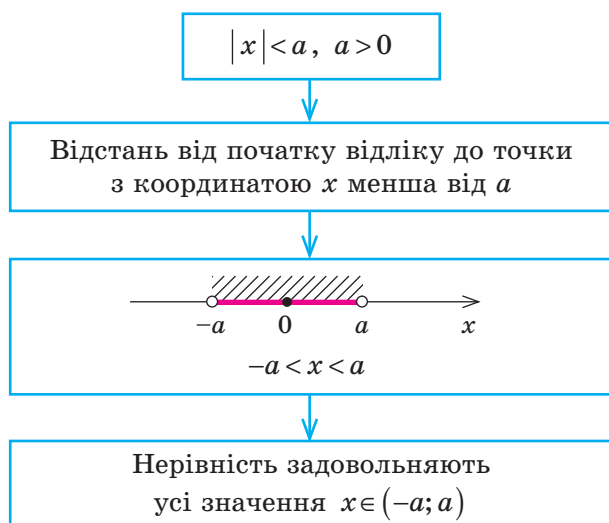 |x| < a, a > 0
Відстань від початку відліку до точки
з координатою x менша від a
−a 0 a x
−a < x < a
Нерівність задовольняють
усі значення x ∈ (−a; a)